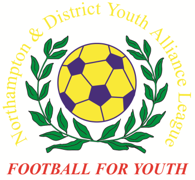 Northampton & District Youth Alliance League
FOOTBALL FOR YOUTH